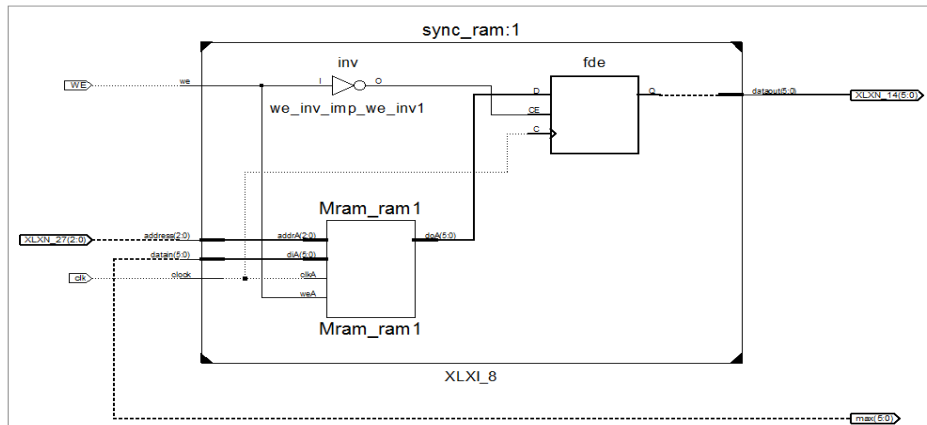 sync_ram:1
inv
fde
WE
we
I
O
D
Q
dataout(5:0)
XLXN_14(5:0)
we_inv_imp_we_inv1
CE
C
Mram_ram1
XLXN_27(2:0)
address(2:0)
addrA(2:0)
doA(5:0)
datain(5:0)
diA(5:0)
clk
clock
clkA
weA
Mram_ram1
XLXI_8
max(5:0)